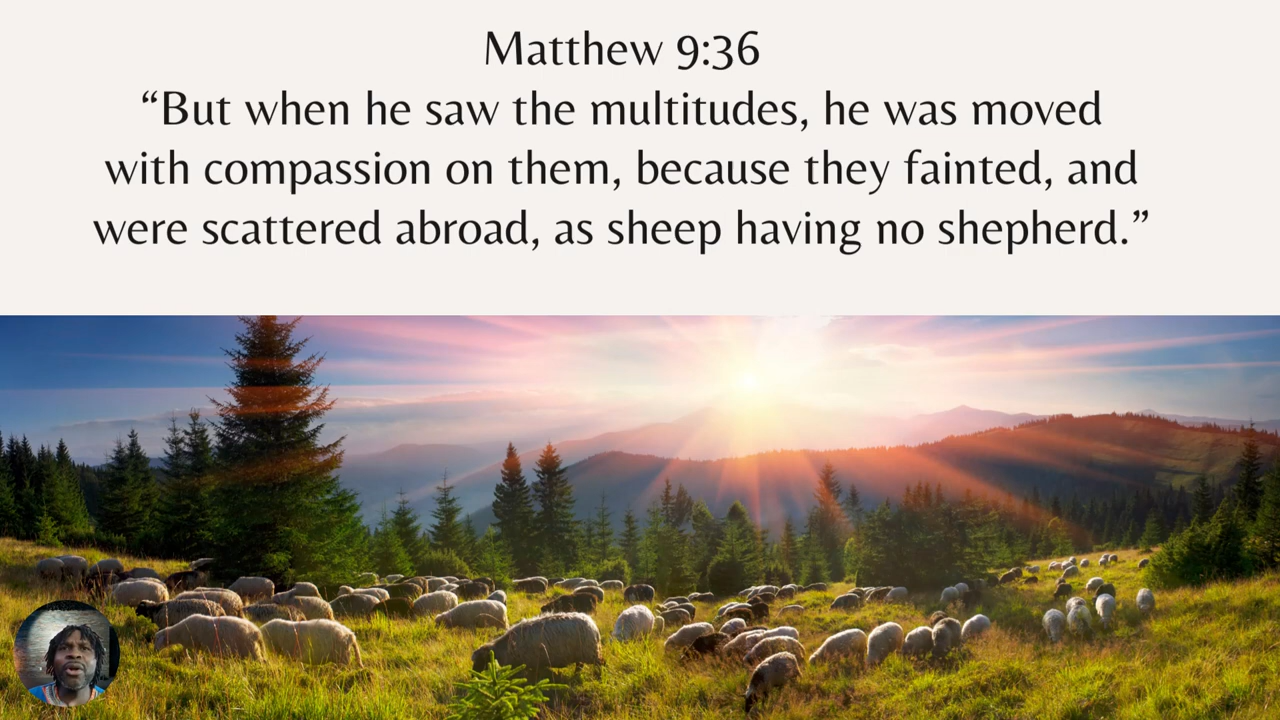 Matthew 9:36
“But when he saw the multitudes, he was moved
with compassion on them, because they fainted, and
were scattered abroad, as sheep having no shepherd.”